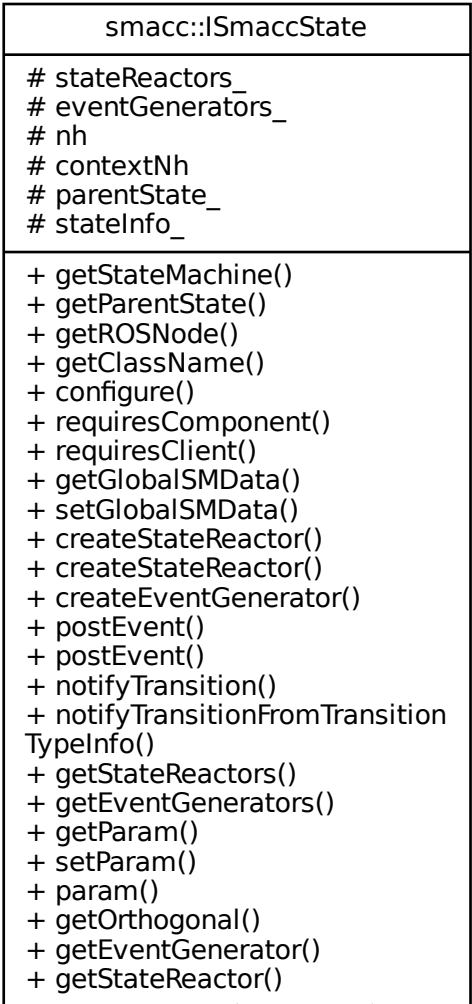 smacc::ISmaccState
# stateReactors_
# eventGenerators_
# nh
# contextNh
# parentState_
# stateInfo_
+ getStateMachine()
+ getParentState()
+ getROSNode()
+ getClassName()
+ configure()
+ requiresComponent()
+ requiresClient()
+ getGlobalSMData()
+ setGlobalSMData()
+ createStateReactor()
+ createStateReactor()
+ createEventGenerator()
+ postEvent()
+ postEvent()
+ notifyTransition()
+ notifyTransitionFromTransition
TypeInfo()
+ getStateReactors()
+ getEventGenerators()
+ getParam()
+ setParam()
+ param()
+ getOrthogonal()
+ getEventGenerator()
+ getStateReactor()